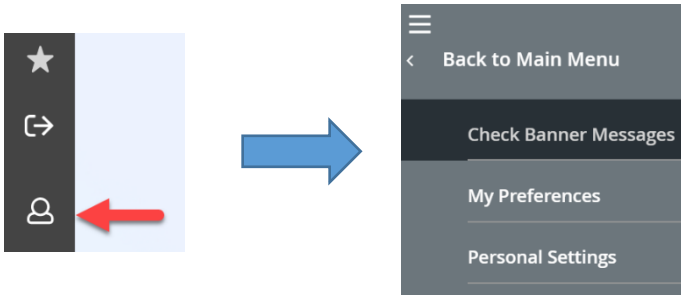 Back to Main Menu
Check Banner Messages
My Preferences
Personal Settings